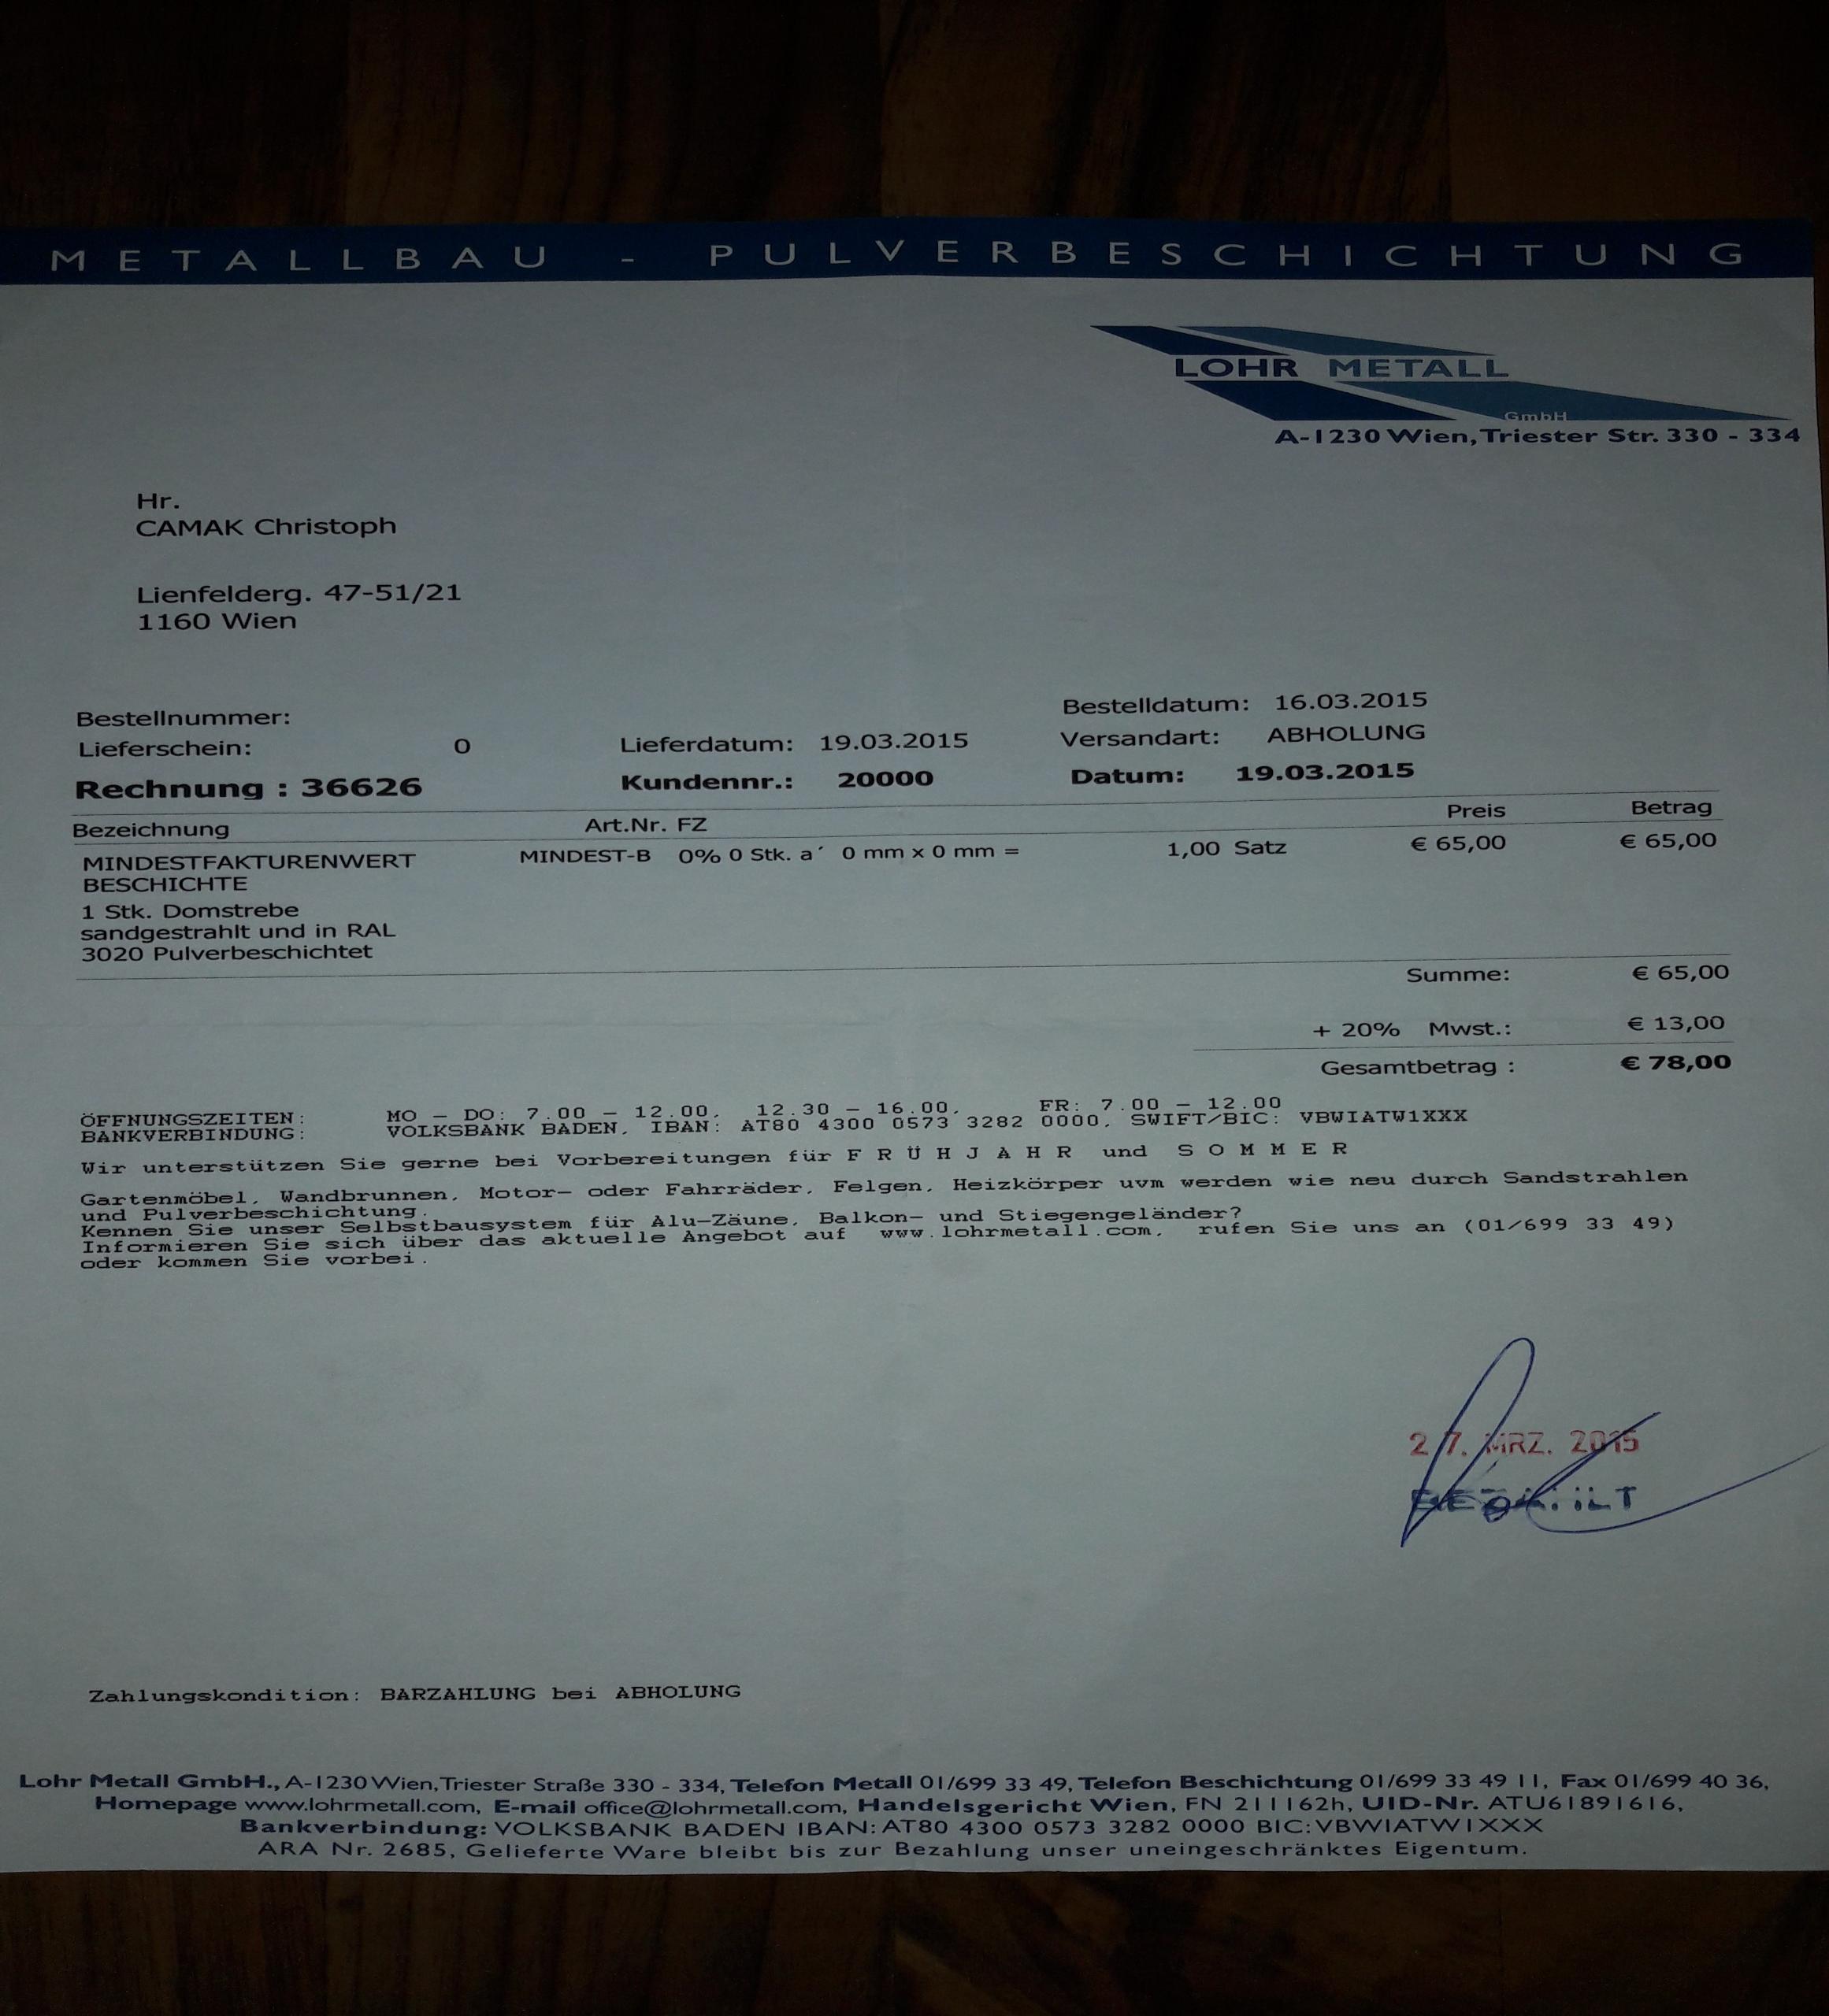 METALLBAU - PULVERBESCHICHTUNG
LOHR METALL
GmbH
A-1230 Wien, Triester Str. 330 - 334
Hr.
CAMAK Christoph
Lienfelderg. 47-51/21
1160 Wien
Bestellnummer: Bestelldatum: 16.03.2015
Lieferschein: 0 Lieferdatum: 19.03.2015 Versandart: ABHOLUNG
Rechnung : 36626 Kundennr.: 20000 Datum: 19.03.2015
Bezeichnung Art.Nr. FZ Preis Betrag
MINDESTFAKTURENWERT MINDEST-B 0% 0 Stk. a´ 0 mm x 0 mm = 1,00 Satz € 65,00 € 65,00
BESCHICHTE
1 Stk. Domstrebe
sandgestrahlt und in RAL
3020 Pulverbeschichtet
Summe: € 65,00
+ 20% Mwst.: € 13,00
Gesamtbetrag : € 78,00
ÖFFNUNGSZEITEN: MO – DO: 7.00 – 12.00, 12.30 – 16.00, FR: 7.00 – 12.00
BANKVERBINDUNG: VOLKSBANK BADEN, IBAN: AT80 4300 0573 3282 0000, SWIFT/BIC: VBWIATW1XXX
Wir unterstützen Sie gerne bei Vorbereitungen für F R Ü H J A H R und S O M M E R
Gartenmöbel, Wandbrunnen, Motor- oder Fahrräder, Felgen, Heizkörper uvm werden wie neu durch Sandstrahlen
und Pulverbeschichtung.
Kennen Sie unser Selbstbausystem für Alu-Zäune, Balkon- und Stiegengeländer?
Informieren Sie sich über das aktuelle Angebot auf www.lohrmetall.com, rufen Sie uns an (01/699 33 49)
oder kommen Sie vorbei.
27. MRZ. 2015
BEZAHLT
Zahlungskondition: BARZAHLUNG bei ABHOLUNG
Lohr Metall GmbH., A-1230 Wien, Triester Straße 330 - 334, Telefon Metall 01/699 33 49, Telefon Beschichtung 01/699 33 49 11, Fax 01/699 40 36,
Homepage www.lohrmetall.com, E-mail office@lohrmetall.com, Handelsgericht Wien, FN 211162h, UID-Nr. ATU61891616,
Bankverbindung: VOLKSBANK BADEN IBAN: AT80 4300 0573 3282 0000 BIC: VBWIATW1XXX
ARA Nr. 2685, Gelieferte Ware bleibt bis zur Bezahlung unser uneingeschränktes Eigentum.